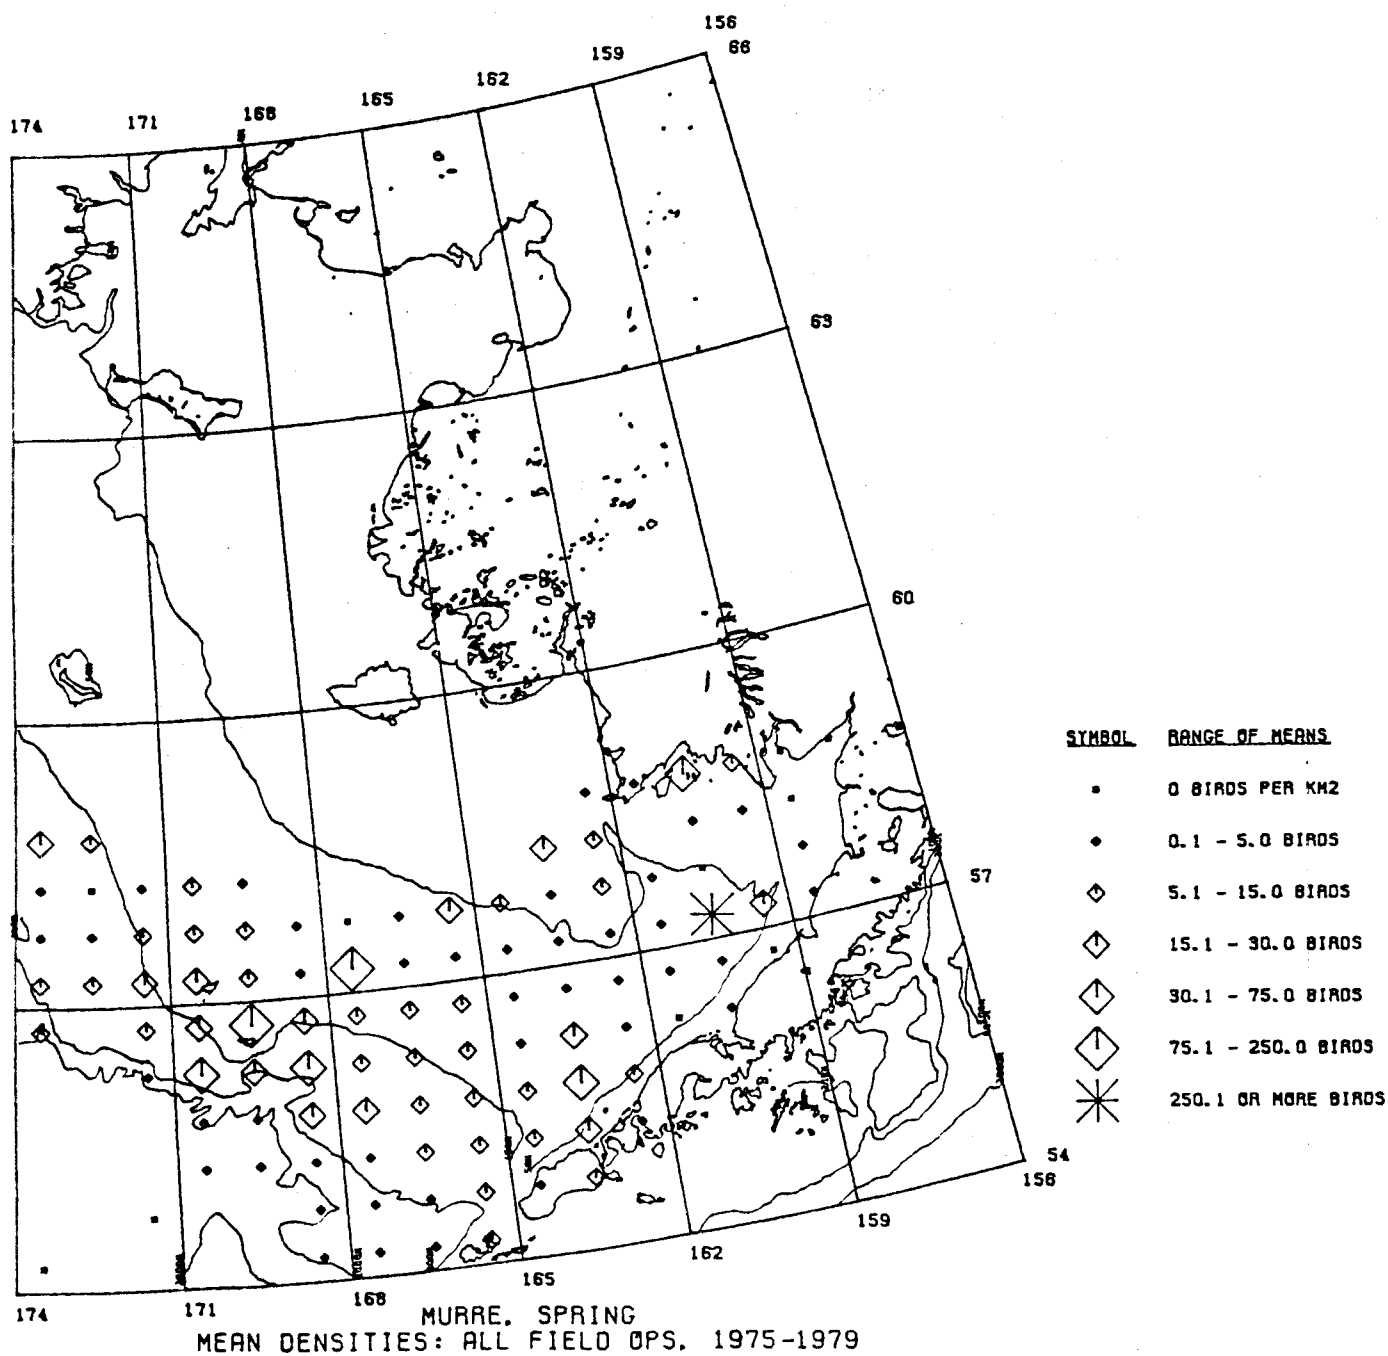 156
66
159
162
165
168
171
174
63
60
57
SYMBOL RANGE OF MEANS
0 BIRDS PER KM2
0.1 - 5.0 BIRDS
5.1 - 15.0 BIRDS
15.1 - 30.0 BIRDS
30.1 - 75.0 BIRDS
75.1 - 250.0 BIRDS
250.1 OR MORE BIRDS
54
156
159
162
165
168
171
174
MURRE, SPRING
MEAN DENSITIES: ALL FIELD OPS, 1975-1979